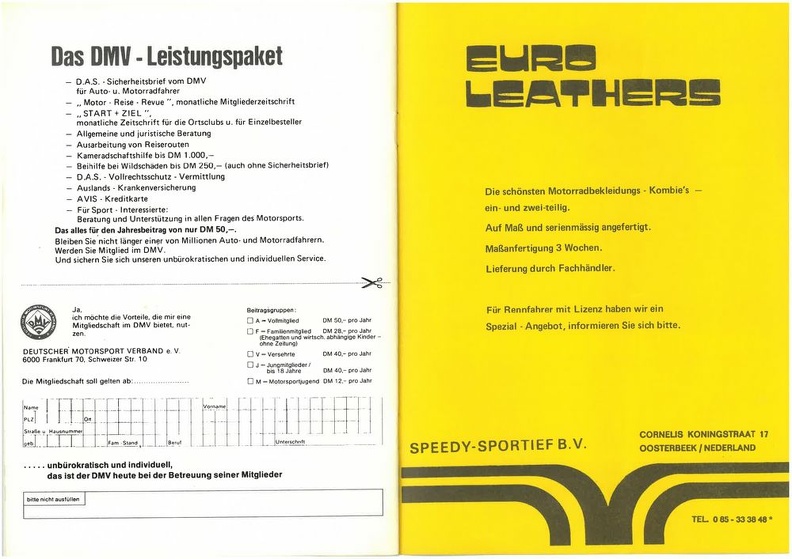 Das DMV - Leistungspaket
— D.A.S. - Sicherheitsbrief vom DMV
für Auto- u. Motorradfahrer
— „ Motor - Reise - Revue ", monatliche Mitgliederzeitschrift
— „ START + ZIEL ",
monatliche Zeitschrift für die Ortsclubs u. für Einzelbesteller
— Allgemeine und juristische Beratung
— Ausarbeitung von Reiserouten
— Kameradschaftshilfe bis DM 1.000,—
— Beihilfe bei Wildschäden bis DM 250,— (auch ohne Sicherheitsbrief)
— D.A.S. - Vollrechtsschutz - Vermittlung
— Auslands - Krankenversicherung
— AVIS - Kreditkarte
— Für Sport - Interessierte:
Beratung und Unterstützung in allen Fragen des Motorsports.
Das alles für den Jahresbeitrag von nur DM 50,—.
Bleiben Sie nicht länger einer von Millionen Auto- und Motorradfahrern.
Werden Sie Mitglied im DMV.
Und sichern Sie sich unseren unbürokratischen und individuellen Service.
DMV
Ja,
ich möchte die Vorteile, die mir eine
Mitgliedschaft im DMV bietet, nut-
zen.
DEUTSCHER MOTORSPORT VERBAND e. V.
6000 Frankfurt 70, Schweizer Str. 10
Die Mitgliedschaft soll gelten ab:......................
Beitragsgruppen:
A — Vollmitglied DM 50,- pro Jahr
F — Familienmitglied DM 28,- pro Jahr
(Ehegatten und wirtsch. abhängige Kinder —
ohne Zeitung)
V — Versehrte DM 40,- pro Jahr
J — Jungmitglieder /
bis 18 Jahre DM 40,- pro Jahr
M — Motorsportjugend DM 12,- pro Jahr
Name Vorname
PLZ Ort
Straße u. Hausnummer
geb. Fam.-Stand Beruf Unterschrift
. . . . . unbürokratisch und individuell,
das ist der DMV heute bei der Betreuung seiner Mitglieder
bitte nicht ausfüllen
EURO
LEATHERS
Die schönsten Motorradbekleidungs - Kombie's —
ein- und zwei-teilig.
Auf Maß und serienmässig angefertigt.
Maßanfertigung 3 Wochen.
Lieferung durch Fachhändler.
Für Rennfahrer mit Lizenz haben wir ein
Spezial - Angebot, informieren Sie sich bitte.
SPEEDY-SPORTIEF B.V.
CORNELIS KONINGSTRAAT 17
OOSTERBEEK / NEDERLAND
TEL. 0 85 - 33 38 48 *